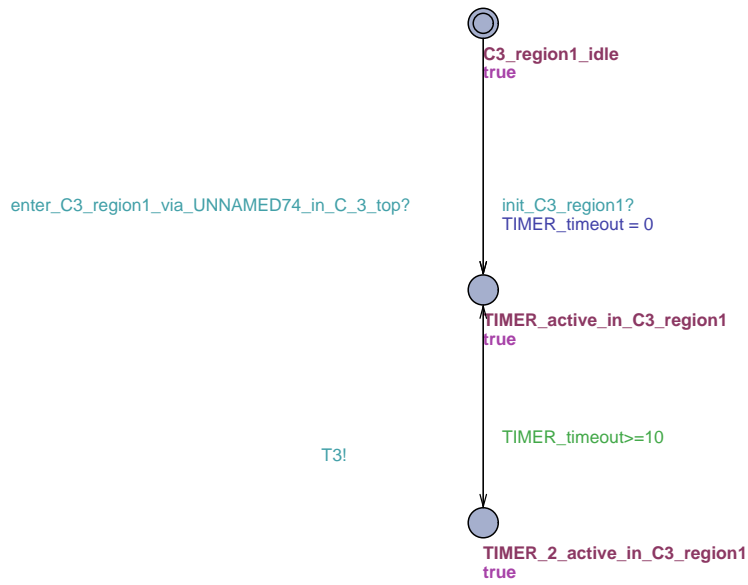 C3_region1_idle
true
enter_C3_region1_via_UNNAMED74_in_C_3_top?
init_C3_region1?
TIMER_timeout = 0
TIMER_active_in_C3_region1
true
TIMER_timeout>=10
T3!
TIMER_2_active_in_C3_region1
true